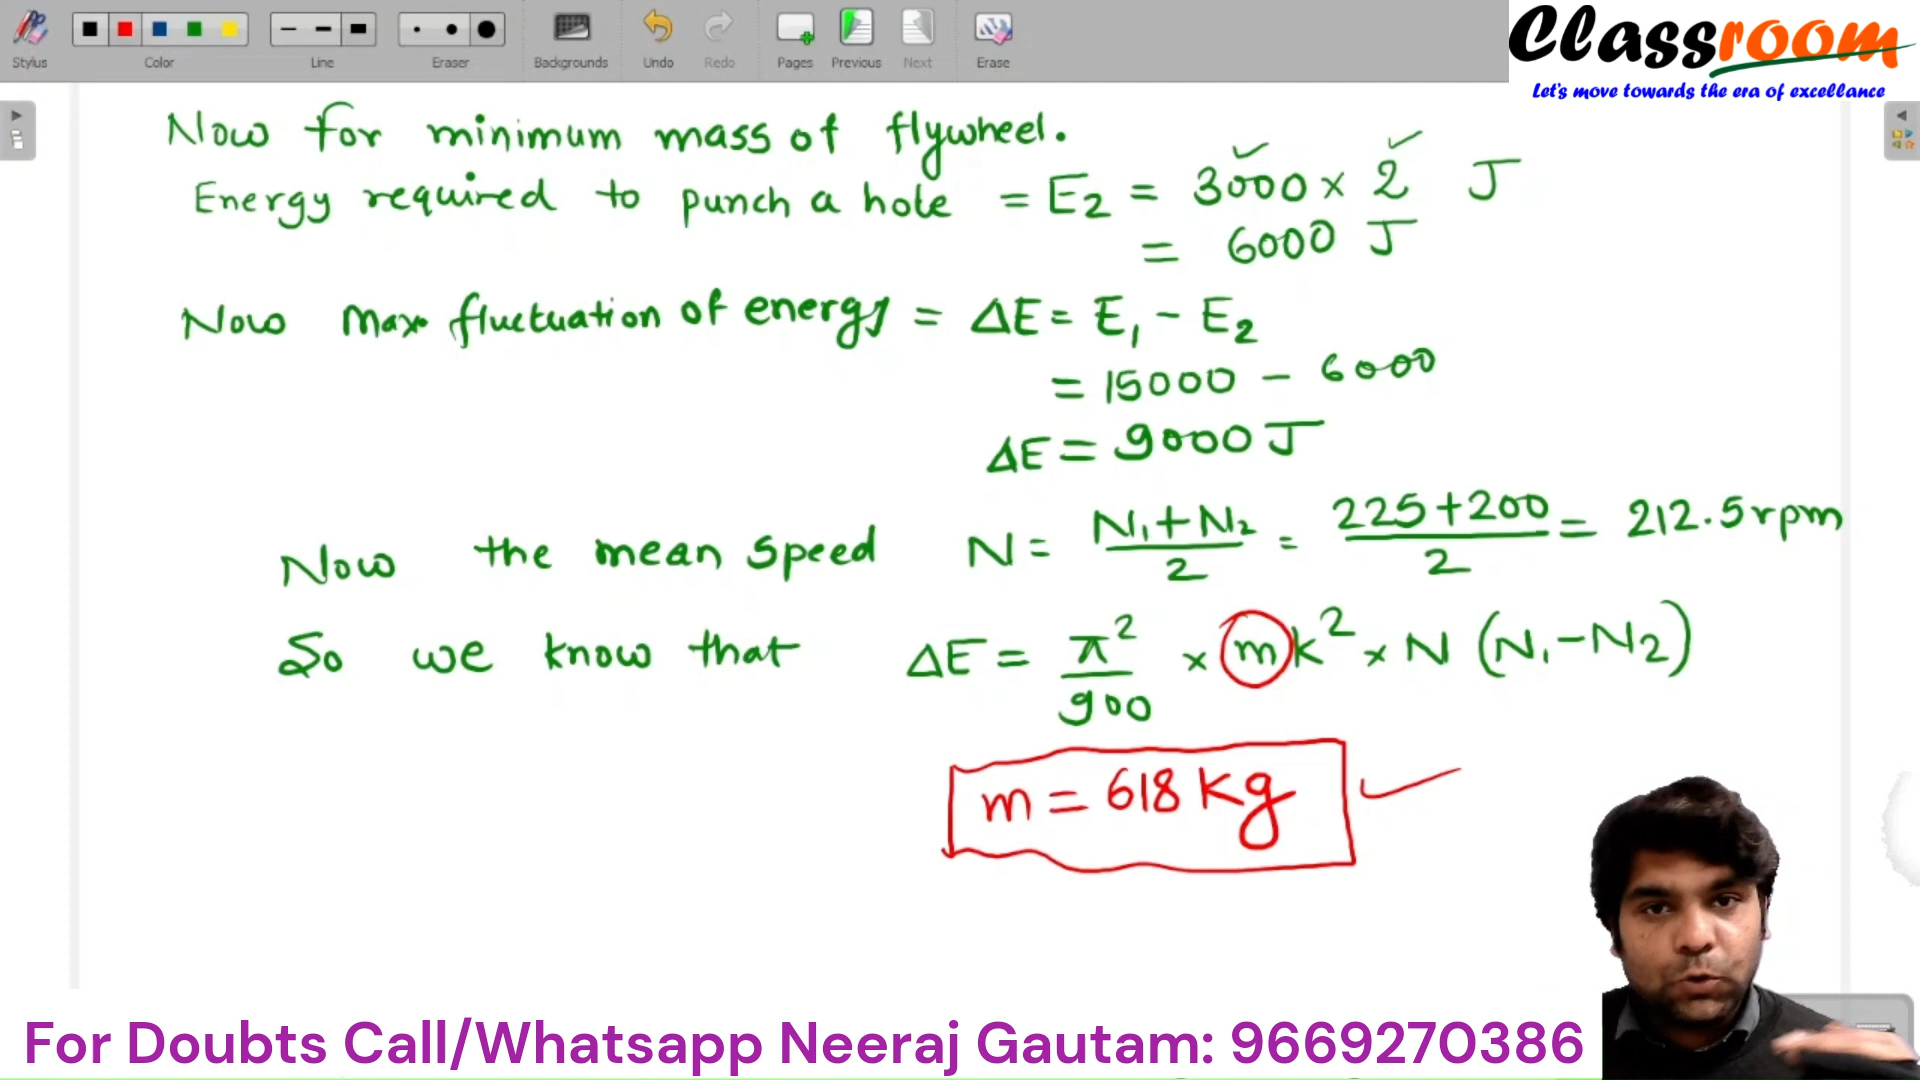 Stylus
Color
Line
Eraser
Backgrounds
Undo
Redo
Pages
Previous
Next
Erase
Classroom
Let's move towards the era of excellance
Now for minimum mass of flywheel.
Energy required to punch a hole = E₂ = 3000 × 2 J
= 6000 J
Now max. fluctuation of energy = ΔE = E₁ - E₂
= 15000 - 6000
ΔE = 9000 J
Now the mean speed N = (N₁+N₂)/2 = (225+200)/2 = 212.5 rpm
So we know that ΔE = π²/900 × mk² × N (N₁-N₂)
m = 618 kg
For Doubts Call/Whatsapp Neeraj Gautam: 9669270386